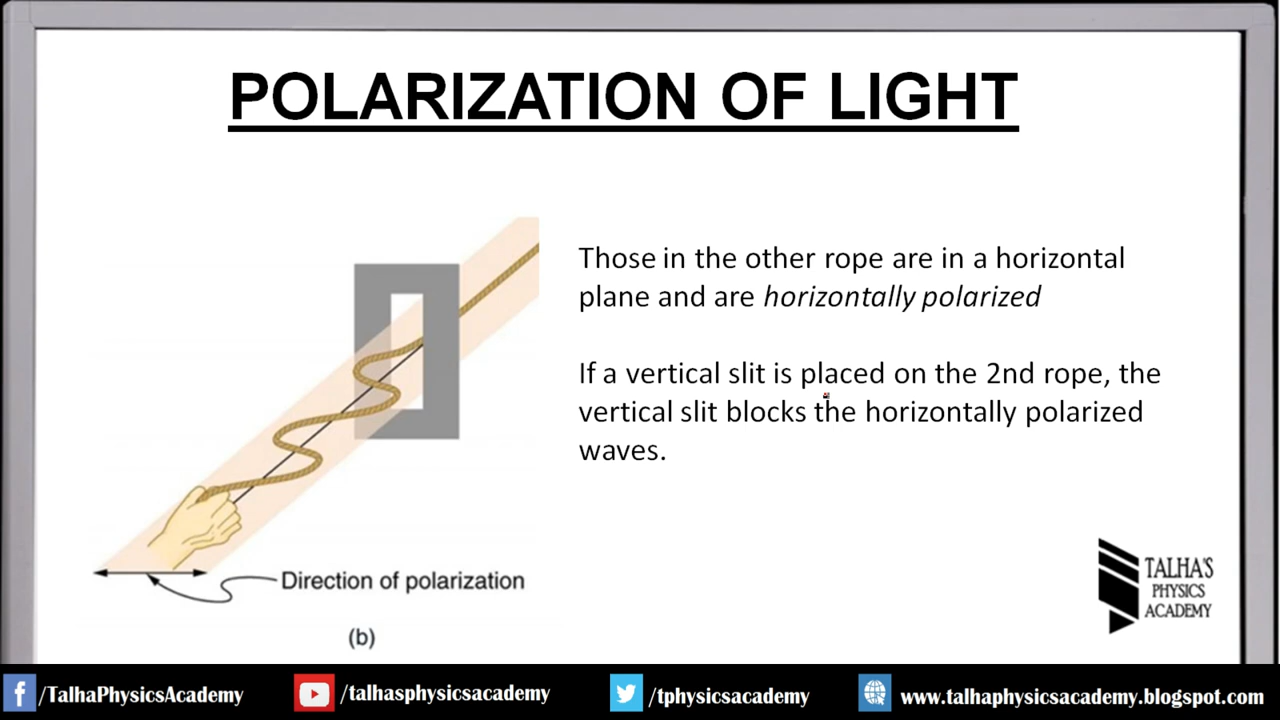 POLARIZATION OF LIGHT
Those in the other rope are in a horizontal
plane and are horizontally polarized
If a vertical slit is placed on the 2nd rope, the
vertical slit blocks the horizontally polarized
waves.
Direction of polarization
(b)
TALHA'S
PHYSICS
ACADEMY
/TalhaPhysicsAcademy
/talhasphysicsacademy
/tphysicsacademy
www.talhaphysicsacademy.blogspot.com